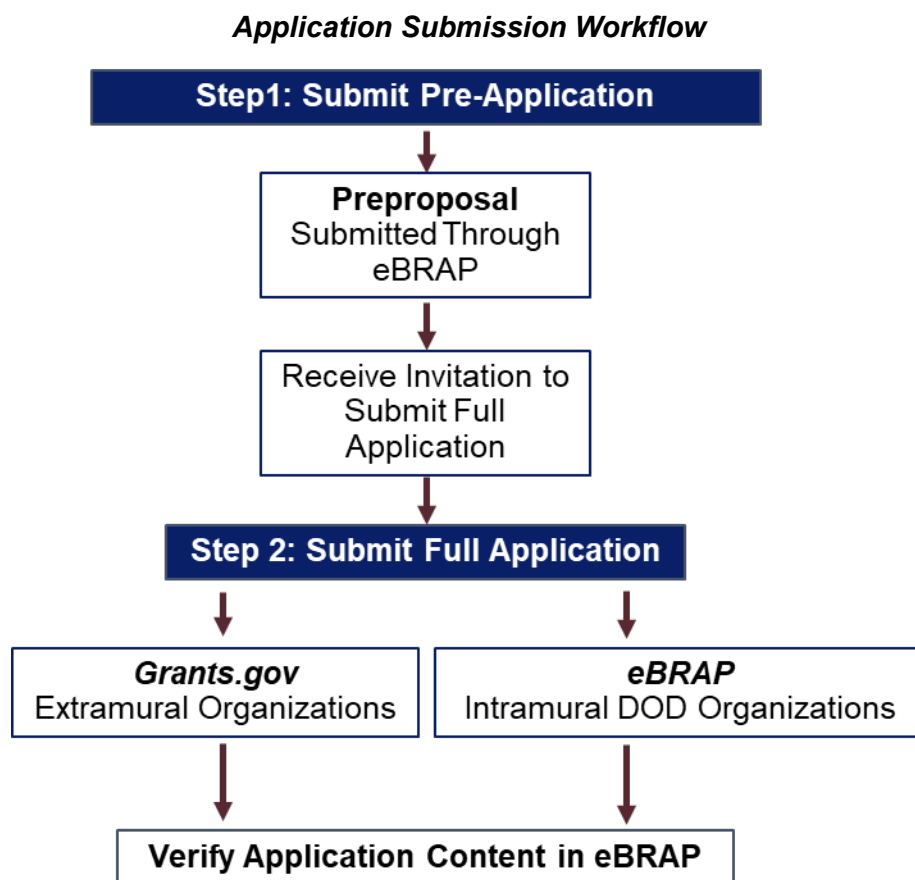 Application Submission Workflow
Step1: Submit Pre-Application
Preproposal
Submitted Through
eBRAP
Receive Invitation to
Submit Full
Application
Step 2: Submit Full Application
Grants.gov
Extramural Organizations
eBRAP
Intramural DOD Organizations
Verify Application Content in eBRAP